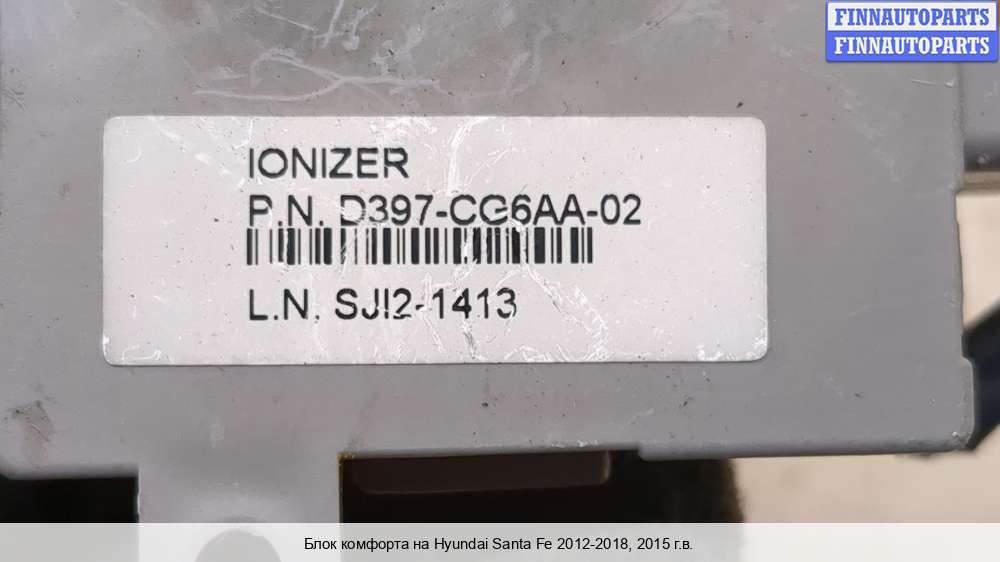 FINNAUTOPARTS
FINNAUTOPARTS
IONIZER
P.N. D397-CG6AA-02
L.N. SJI2-1413
Блок комфорта на Hyundai Santa Fe 2012-2018, 2015 г.в.